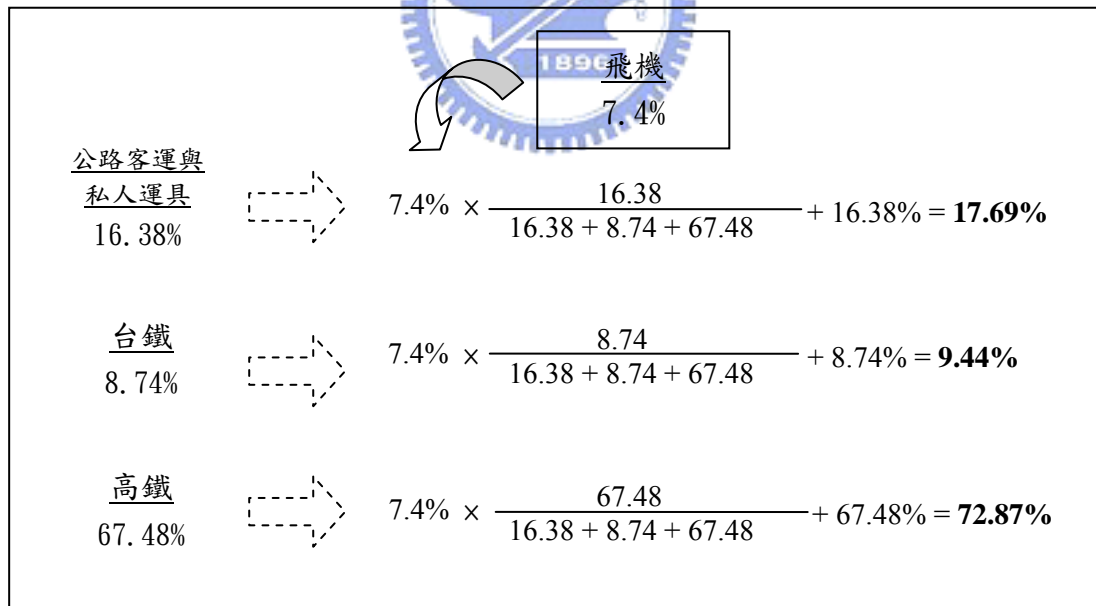 1896
飛機
7.4%
公路客運與
私人運具
16.38%
7.4% × 16.38 / 16.38 + 8.74 + 67.48 + 16.38% = 17.69%
台鐵
8.74%
7.4% × 8.74 / 16.38 + 8.74 + 67.48 + 8.74% = 9.44%
高鐵
67.48%
7.4% × 67.48 / 16.38 + 8.74 + 67.48 + 67.48% = 72.87%